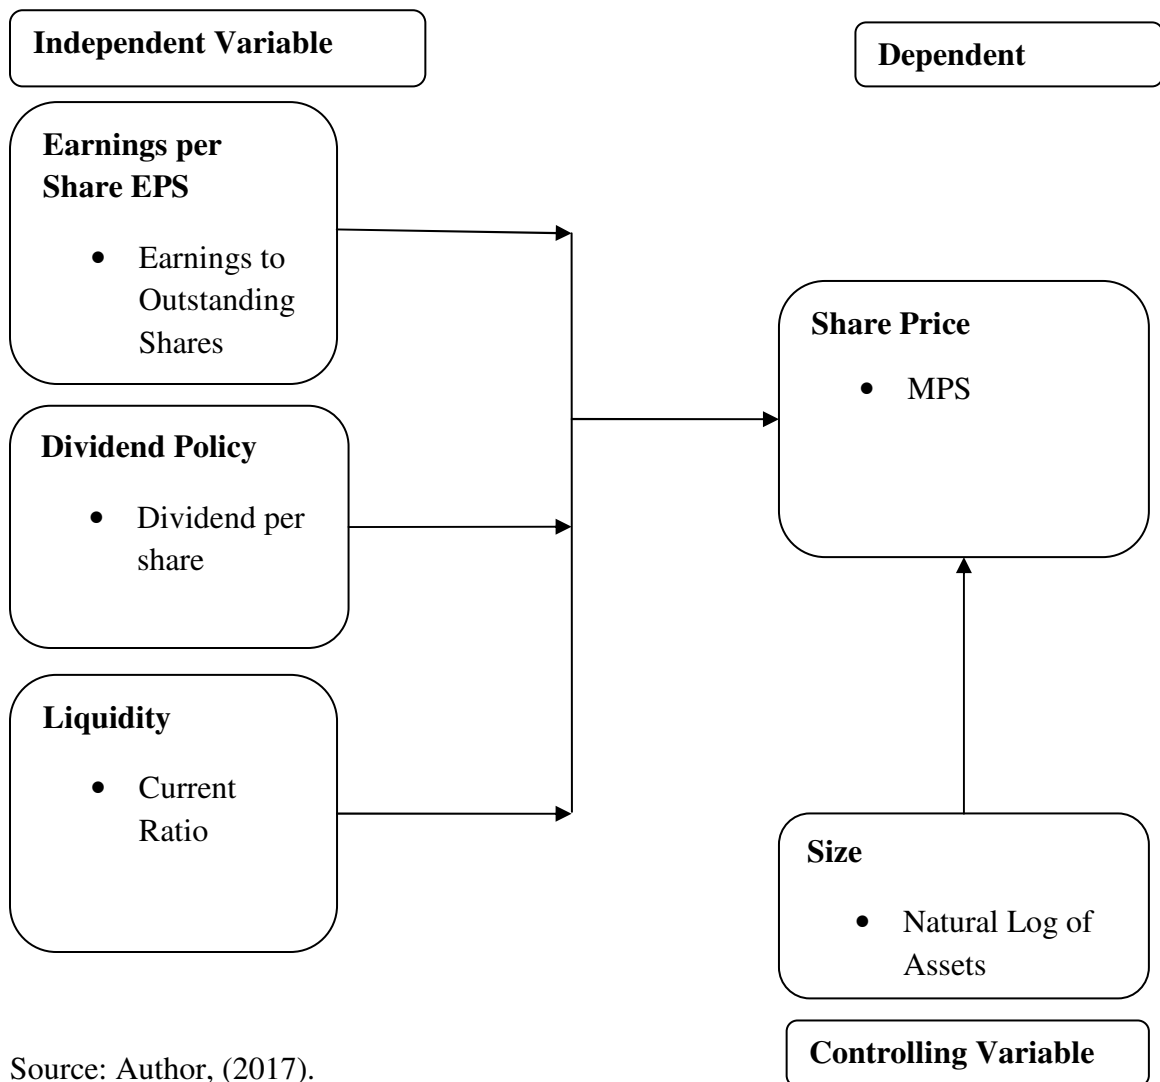 Independent Variable
Dependent
Earnings per
Share EPS
• Earnings to
Outstanding
Shares
Share Price
• MPS
Dividend Policy
• Dividend per
share
Liquidity
• Current
Ratio
Size
• Natural Log of
Assets
Controlling Variable
Source: Author, (2017).